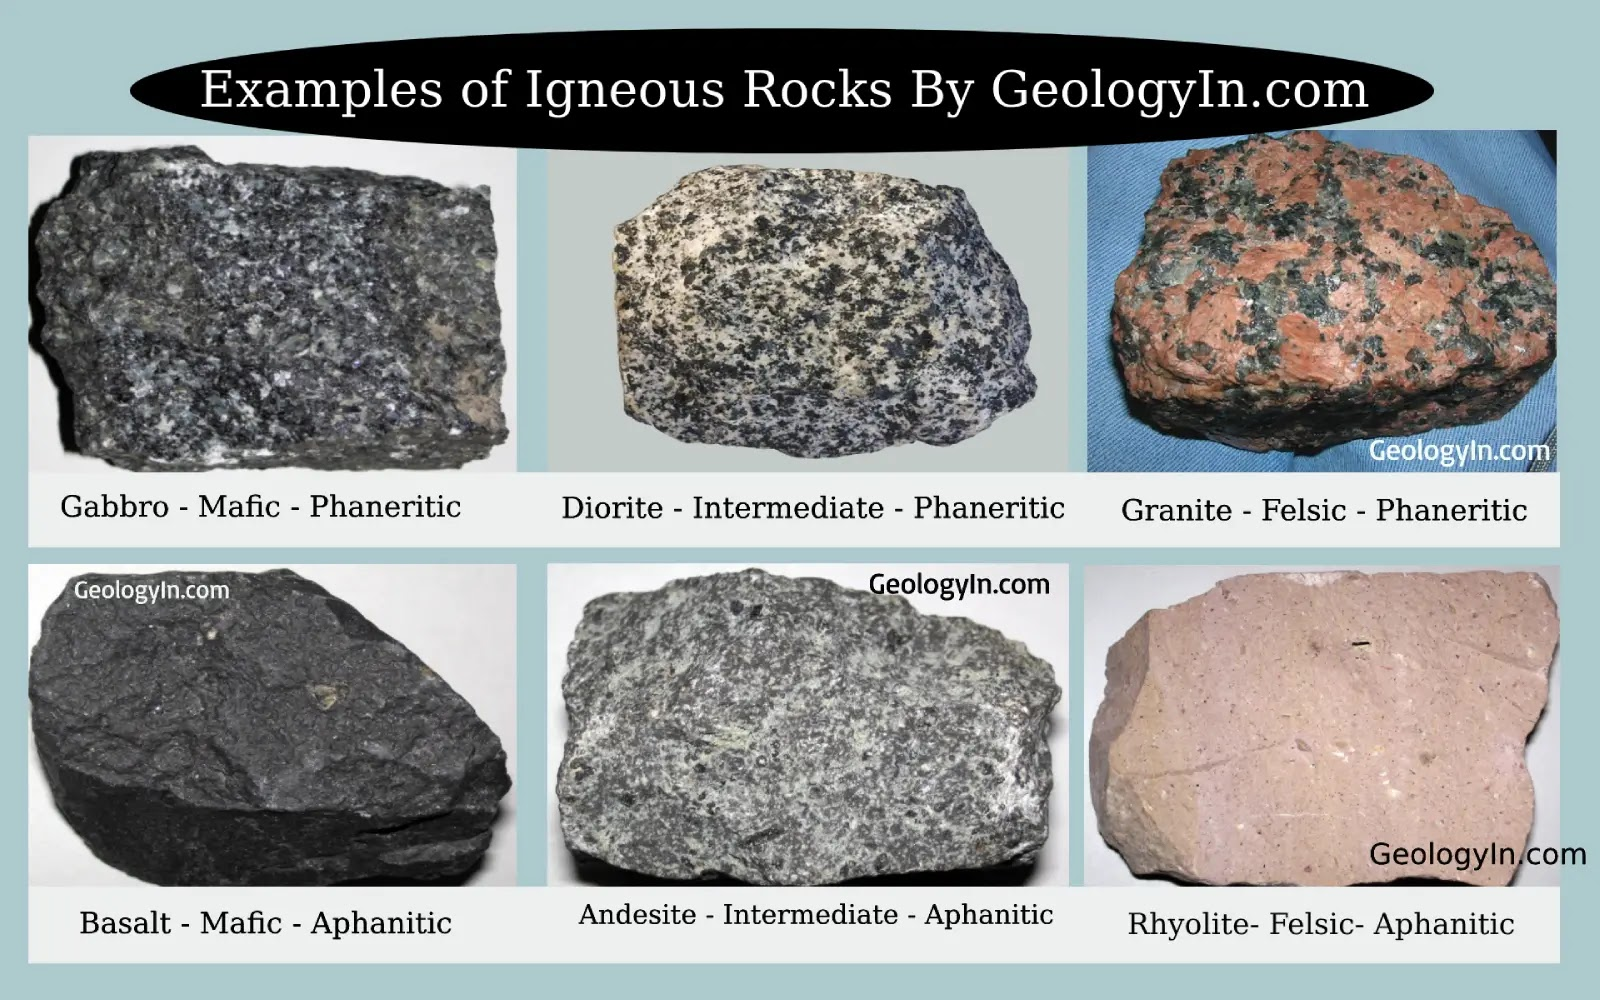 Examples of Igneous Rocks By GeologyIn.com
GeologyIn.com
Gabbro - Mafic - Phaneritic
Diorite - Intermediate - Phaneritic
Granite - Felsic - Phaneritic
GeologyIn.com
GeologyIn.com
GeologyIn.com
Basalt - Mafic - Aphanitic
Andesite - Intermediate - Aphanitic
Rhyolite- Felsic- Aphanitic